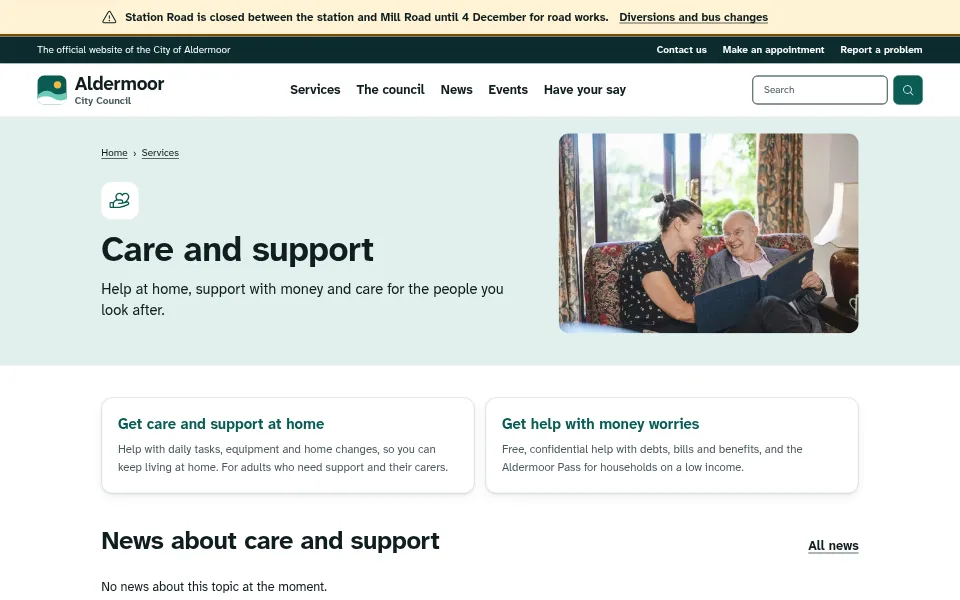 Station Road is closed between the station and Mill Road until 4 December for road works. Diversions and bus changes
The official website of the City of Aldermoor
Contact us Make an appointment Report a problem
Aldermoor
City Council
Services The council News Events Have your say
Search
Home › Services
Care and support
Help at home, support with money and care for the people you
look after.
Get care and support at home
Help with daily tasks, equipment and home changes, so you can
keep living at home. For adults who need support and their carers.
Get help with money worries
Free, confidential help with debts, bills and benefits, and the
Aldermoor Pass for households on a low income.
News about care and support
All news
No news about this topic at the moment.